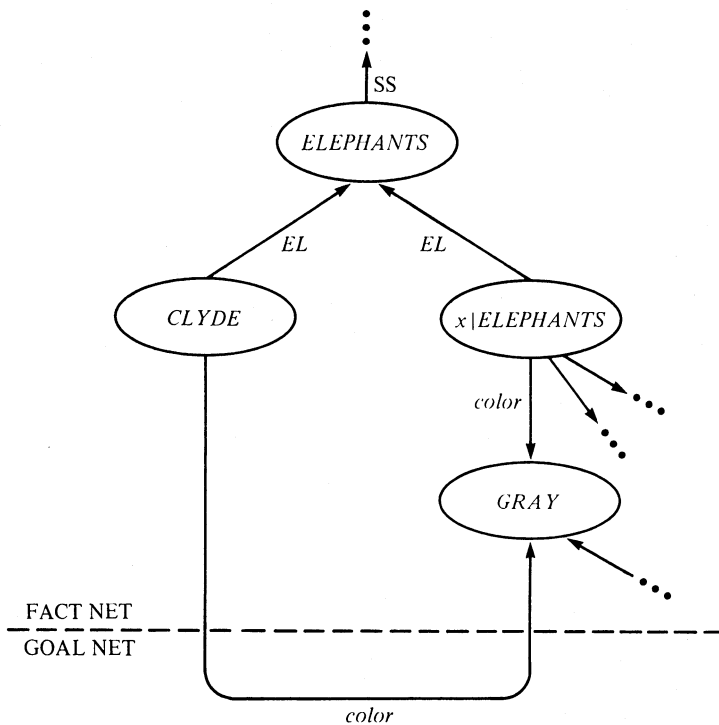 SS
ELEPHANTS
EL EL
CLYDE
x|ELEPHANTS
color
GRAY
FACT NET
GOAL NET
color